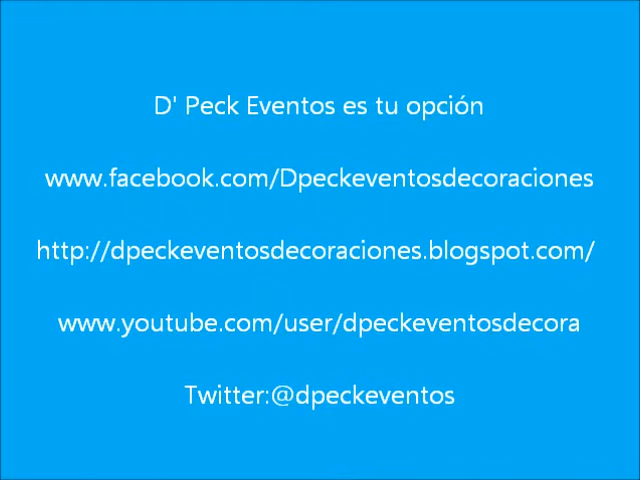 D' Peck Eventos es tu opción
www.facebook.com/Dpeckeventosdecoraciones
http://dpeckeventosdecoraciones.blogspot.com/
www.youtube.com/user/dpeckeventosdecora
Twitter:@dpeckeventos